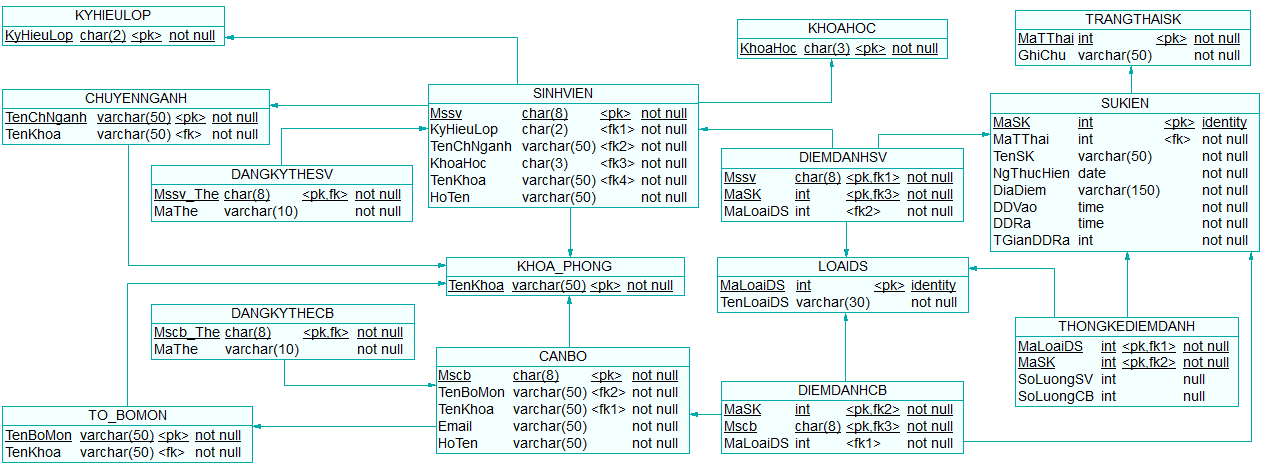 KYHIEULOP
KyHieuLop char(2) <pk> not null
CHUYENNGANH
TenChNganh varchar(50) <pk> not null
TenKhoa varchar(50) <fk> not null
DANGKYTHESV
Mssv_The char(8) <pk,fk> not null
MaThe varchar(10) not null
SINHVIEN
Mssv char(8) <pk> not null
KyHieuLop char(2) <fk1> not null
TenChNganh varchar(50) <fk2> not null
KhoaHoc char(3) <fk3> not null
TenKhoa varchar(50) <fk4> not null
HoTen varchar(50) not null
KHOAHOC
KhoaHoc char(3) <pk> not null
TRANGTHAISK
MaTThai int <pk> not null
GhiChu varchar(50) not null
SUKIEN
MaSK int <pk> identity
MaTThai int <fk> not null
TenSK varchar(50) not null
NgThucHien date not null
DiaDiem varchar(150) not null
DDVao time not null
DDRa time not null
TGianDDRa int not null
DIEMDANHSV
Mssv char(8) <pk,fk1> not null
MaSK int <pk,fk3> not null
MaLoaiDS int <fk2> not null
KHOA_PHONG
TenKhoa varchar(50) <pk> not null
LOAIDS
MaLoaiDS int <pk> identity
TenLoaiDS varchar(30) not null
DANGKYTHECB
Mscb_The char(8) <pk,fk> not null
MaThe varchar(10) not null
THONGKEDIEMDANH
MaLoaiDS int <pk,fk1> not null
MaSK int <pk,fk2> not null
SoLuongSV int null
SoLuongCB int null
CANBO
Mscb char(8) <pk> not null
TenBoMon varchar(50) <fk2> not null
TenKhoa varchar(50) <fk1> not null
Email varchar(50) not null
HoTen varchar(50) not null
DIEMDANHCB
MaSK int <pk,fk2> not null
Mscb char(8) <pk,fk3> not null
MaLoaiDS int <fk1> not null
TO_BOMON
TenBoMon varchar(50) <pk> not null
TenKhoa varchar(50) <fk> not null